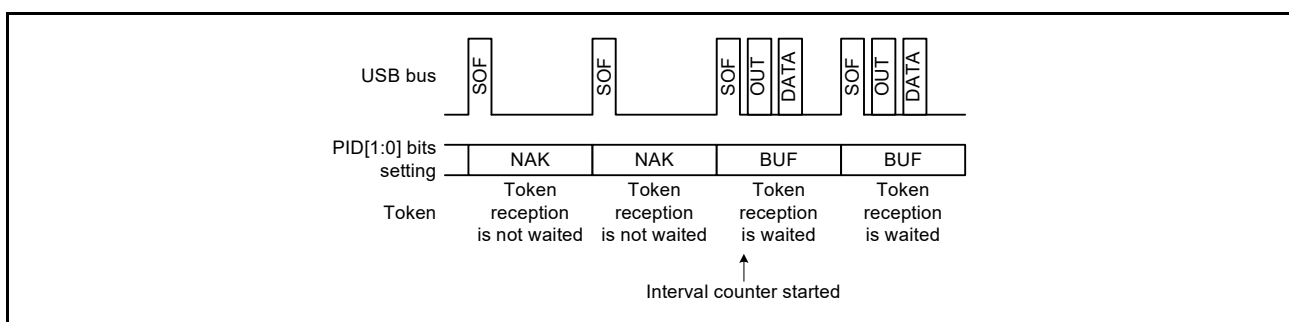 USB bus
SOF
SOF
SOF
OUT
DATA
SOF
OUT
DATA
PID[1:0] bits
setting
NAK
NAK
BUF
BUF
Token
Token
reception
is not waited
Token
reception
is not waited
Token
reception
is waited
Token
reception
is waited
Interval counter started